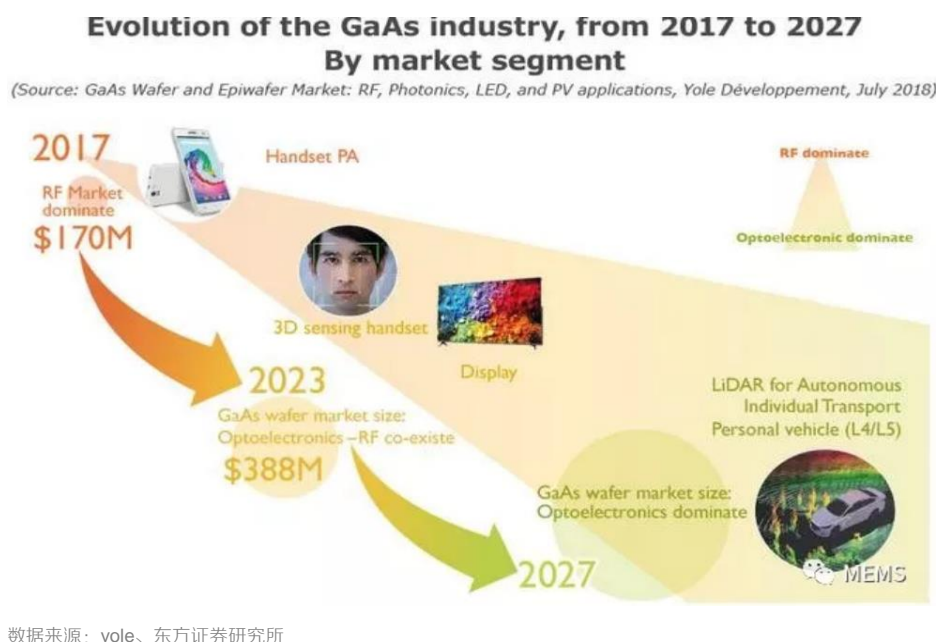 Evolution of the GaAs industry, from 2017 to 2027
By market segment
(Source: GaAs Wafer and Epiwafer Market: RF, Photonics, LED, and PV applications, Yole Développement, July 2018)
2017
Handset PA
RF dominate
RF Market
dominate
$170M
Optoelectronic dominate
3D sensing handset
Display
2023
GaAs wafer market size:
Optoelectronics –RF co-existe
$388M
LiDAR for Autonomous
Individual Transport
Personal vehicle (L4/L5)
GaAs wafer market size:
Optoelectronics dominate
2027
MEMS
数据来源：yole、东方证券研究所